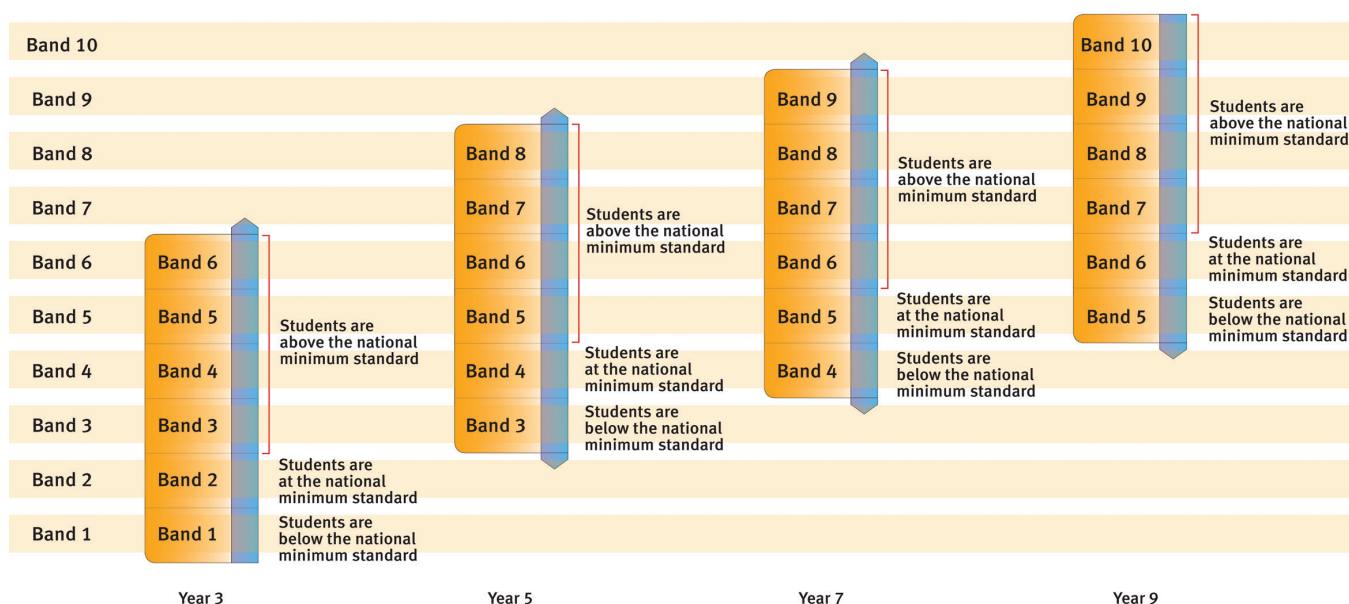 Band 10
Band 9
Band 8
Band 7
Band 6
Band 5
Band 4
Band 3
Band 2
Band 1
Band 6
Band 5
Band 4
Band 3
Band 2
Band 1
Students are
above the national
minimum standard
Students are
at the national
minimum standard
Students are
below the national
minimum standard
Year 3
Band 8
Band 7
Band 6
Band 5
Band 4
Band 3
Students are
above the national
minimum standard
Students are
at the national
minimum standard
Students are
below the national
minimum standard
Year 5
Band 9
Band 8
Band 7
Band 6
Band 5
Band 4
Students are
above the national
minimum standard
Students are
at the national
minimum standard
Students are
below the national
minimum standard
Year 7
Band 10
Band 9
Band 8
Band 7
Band 6
Band 5
Students are
above the national
minimum standard
Students are
at the national
minimum standard
Students are
below the national
minimum standard
Year 9